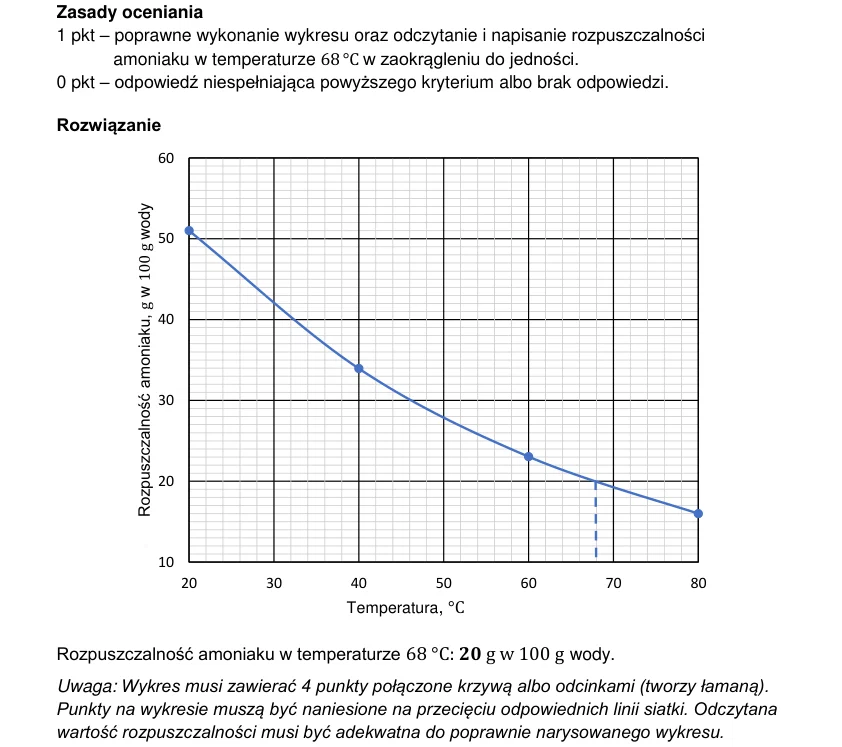 Zasady oceniania
1 pkt – poprawne wykonanie wykresu oraz odczytanie i napisanie rozpuszczalności
amoniaku w temperaturze 68 °C w zaokrągleniu do jedności.
0 pkt – odpowiedź niespełniająca powyższego kryterium albo brak odpowiedzi.
Rozwiązanie
Rozpuszczalność amoniaku, g w 100 g wody
60
50
40
30
20
10
20 30 40 50 60 70 80
Temperatura, °C
Rozpuszczalność amoniaku w temperaturze 68 °C: 20 g w 100 g wody.
Uwaga: Wykres musi zawierać 4 punkty połączone krzywą albo odcinkami (tworzy łamaną).
Punkty na wykresie muszą być naniesione na przecięciu odpowiednich linii siatki. Odczytana
wartość rozpuszczalności musi być adekwatna do poprawnie narysowanego wykresu.